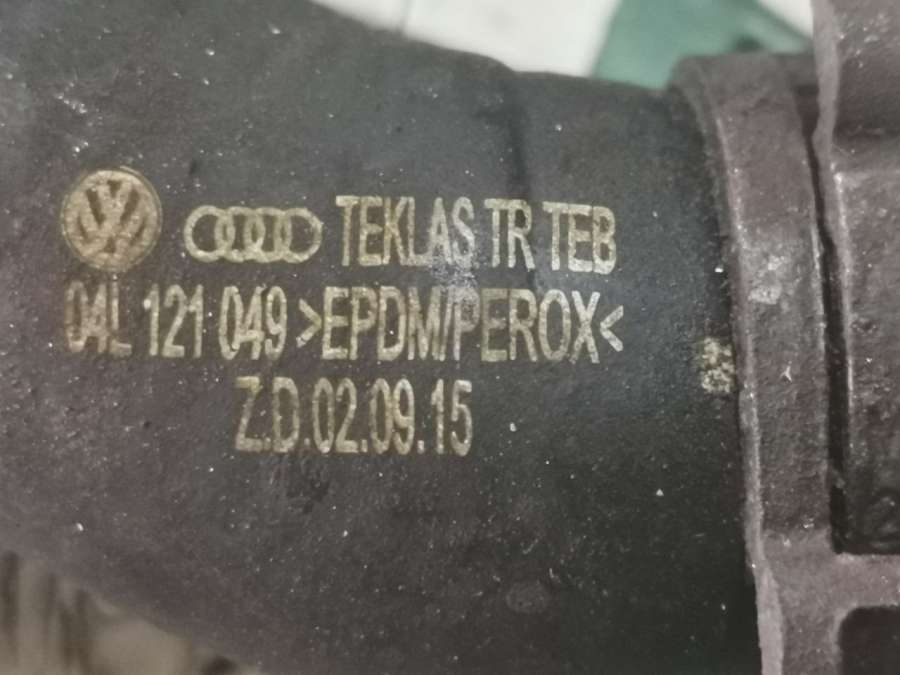 TEKLAS TR TEB
04L 121 049 >EPDM/PEROX<
Z.D.02.09.15